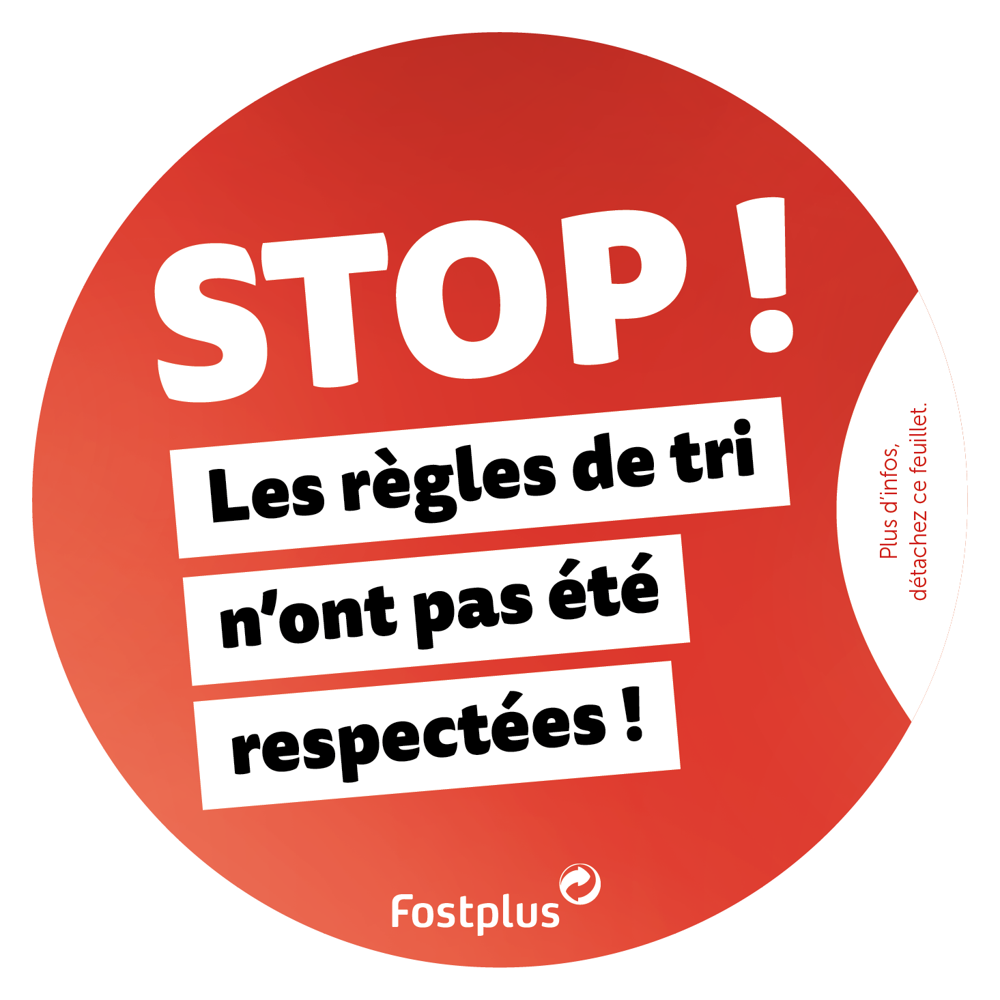 STOP !
Les règles de tri
n’ont pas été
respectées !
Plus d’infos,
détachez ce feuillet.
Fostplus